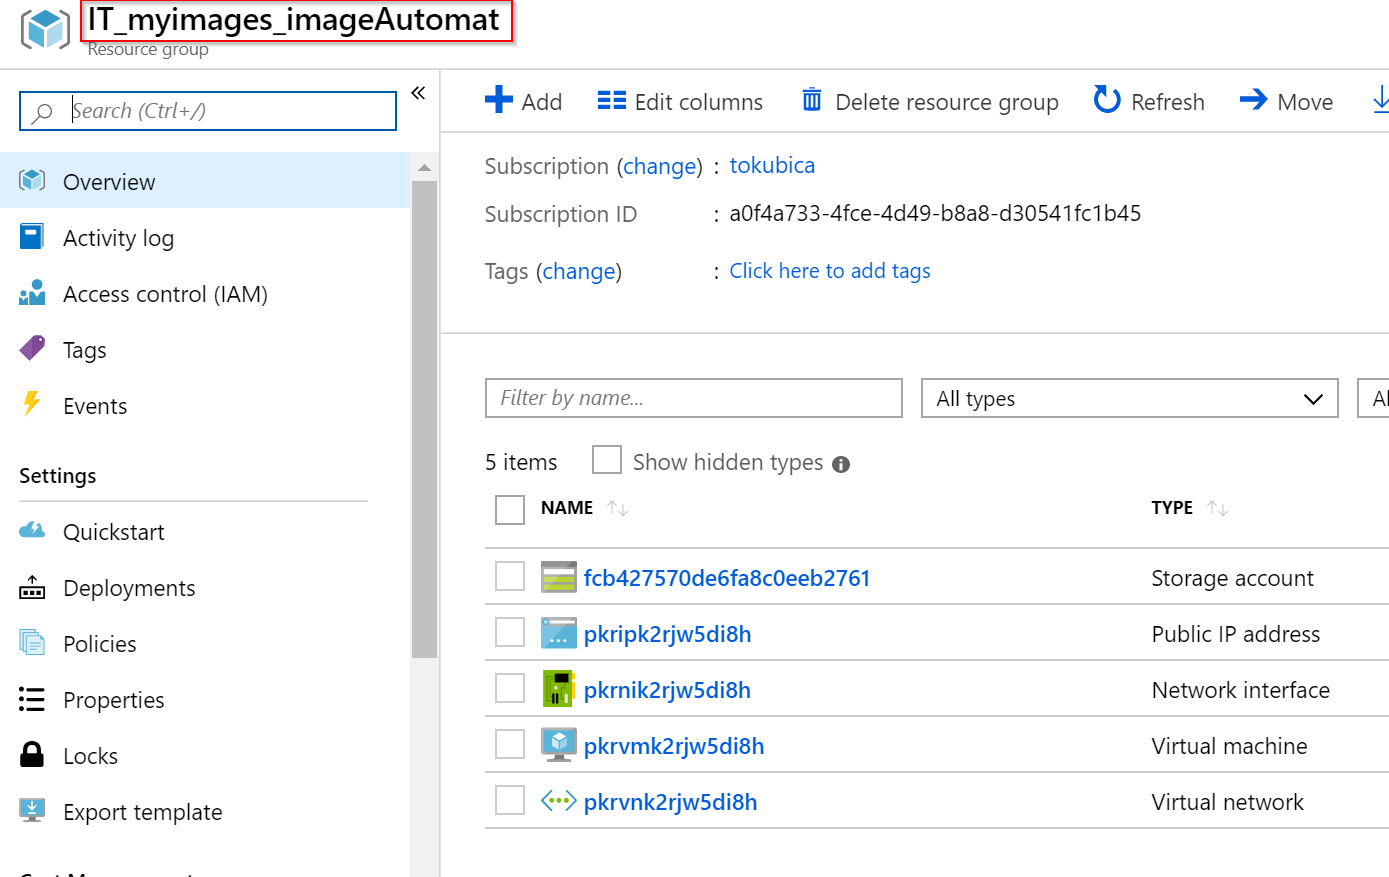 IT_myimages_imageAutomat
Resource group
Search (Ctrl+/)
«
Overview
Activity log
Access control (IAM)
Tags
Events
Settings
Quickstart
Deployments
Policies
Properties
Locks
Export template
Add
Edit columns
Delete resource group
Refresh
Move
Subscription (change) : tokubica
Subscription ID : a0f4a733-4fce-4d49-b8a8-d30541fc1b45
Tags (change) : Click here to add tags
Filter by name...
All types
5 items
Show hidden types
NAME TYPE
fcb427570de6fa8c0eeb2761 Storage account
pkripk2rjw5di8h Public IP address
pkrnik2rjw5di8h Network interface
pkrvmk2rjw5di8h Virtual machine
pkrvnk2rjw5di8h Virtual network